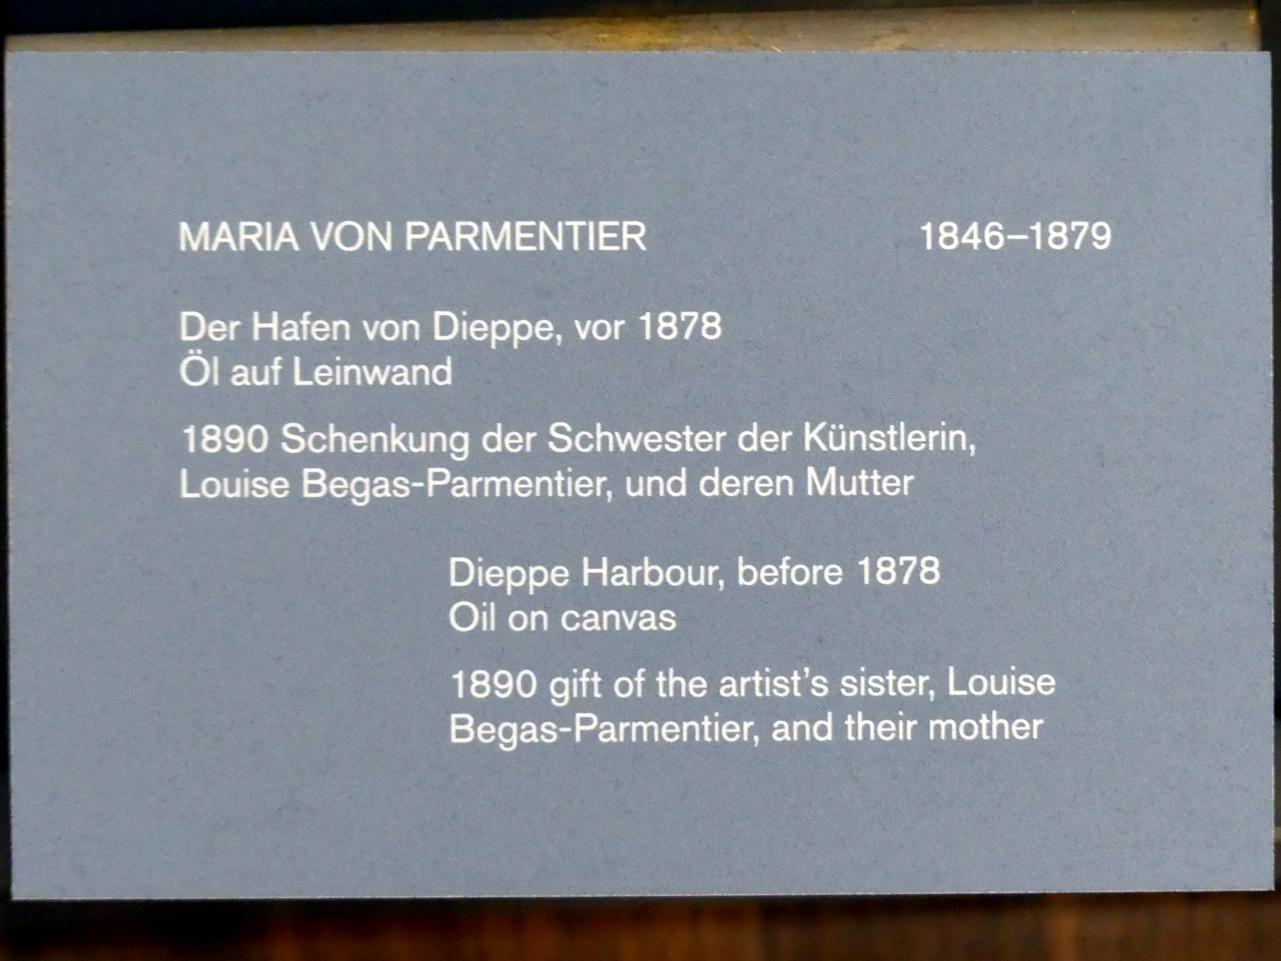 MARIA VON PARMENTIER 1846–1879
Der Hafen von Dieppe, vor 1878
Öl auf Leinwand
1890 Schenkung der Schwester der Künstlerin,
Louise Begas-Parmentier, und deren Mutter
Dieppe Harbour, before 1878
Oil on canvas
1890 gift of the artist’s sister, Louise
Begas-Parmentier, and their mother